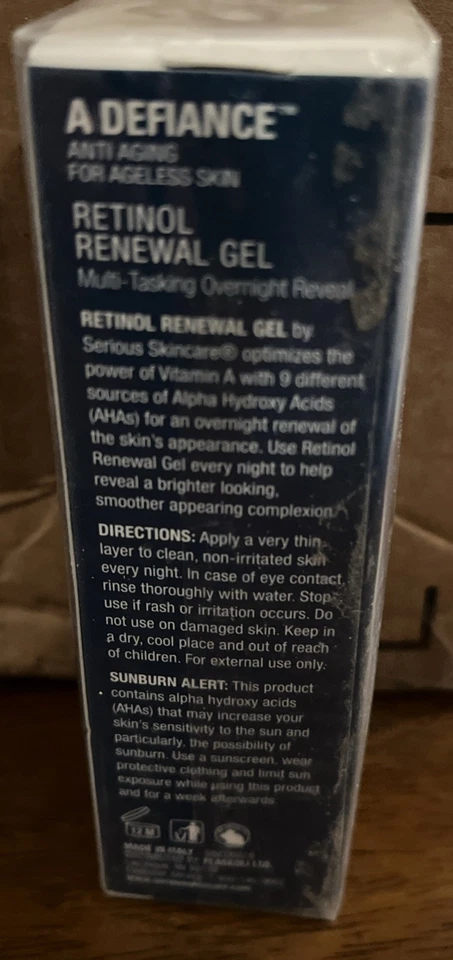 A DEFIANCE™
ANTI AGING
FOR AGELESS SKIN
RETINOL
RENEWAL GEL
Multi-Tasking Overnight Reveal
RETINOL RENEWAL GEL by
Serious Skincare® optimizes the
power of Vitamin A with 9 different
sources of Alpha Hydroxy Acids
(AHAs) for an overnight renewal of
the skin's appearance. Use Retinol
Renewal Gel every night to help
reveal a brighter looking,
smoother appearing complexion.
DIRECTIONS: Apply a very thin
layer to clean, non-irritated skin
every night. In case of eye contact,
rinse thoroughly with water. Stop
use if rash or irritation occurs. Do
not use on damaged skin. Keep in
a dry, cool place and out of reach
of children. For external use only.
SUNBURN ALERT: This product
contains alpha hydroxy acids
(AHAs) that may increase your
skin's sensitivity to the sun and
particularly, the possibility of
sunburn. Use a sunscreen, wear
protective clothing and limit sun
exposure while using this product
and for a week afterwards.
12 M
MADE IN ITALY
DISTRIBUTED BY FLAGEOLI LTD.